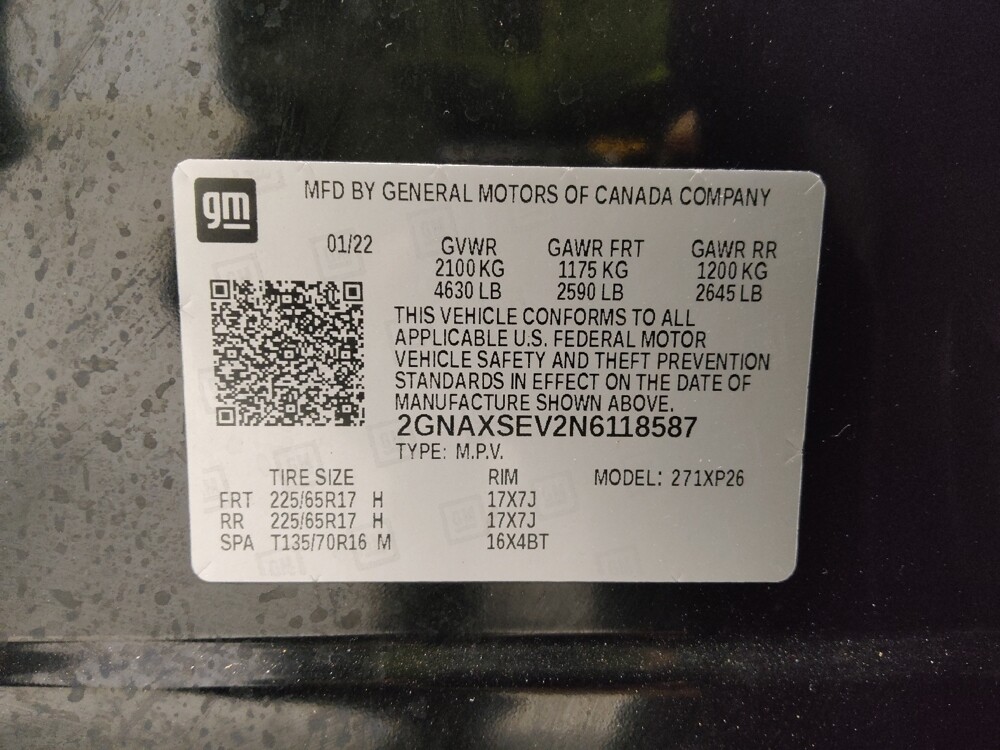 gm
MFD BY GENERAL MOTORS OF CANADA COMPANY
01/22 GVWR GAWR FRT GAWR RR
2100 KG 1175 KG 1200 KG
4630 LB 2590 LB 2645 LB
THIS VEHICLE CONFORMS TO ALL
APPLICABLE U.S. FEDERAL MOTOR
VEHICLE SAFETY AND THEFT PREVENTION
STANDARDS IN EFFECT ON THE DATE OF
MANUFACTURE SHOWN ABOVE.
2GNAXSEV2N6118587
TYPE: M.P.V.
TIRE SIZE RIM MODEL: 271XP26
FRT 225/65R17 H 17X7J
RR 225/65R17 H 17X7J
SPA T135/70R16 M 16X4BT